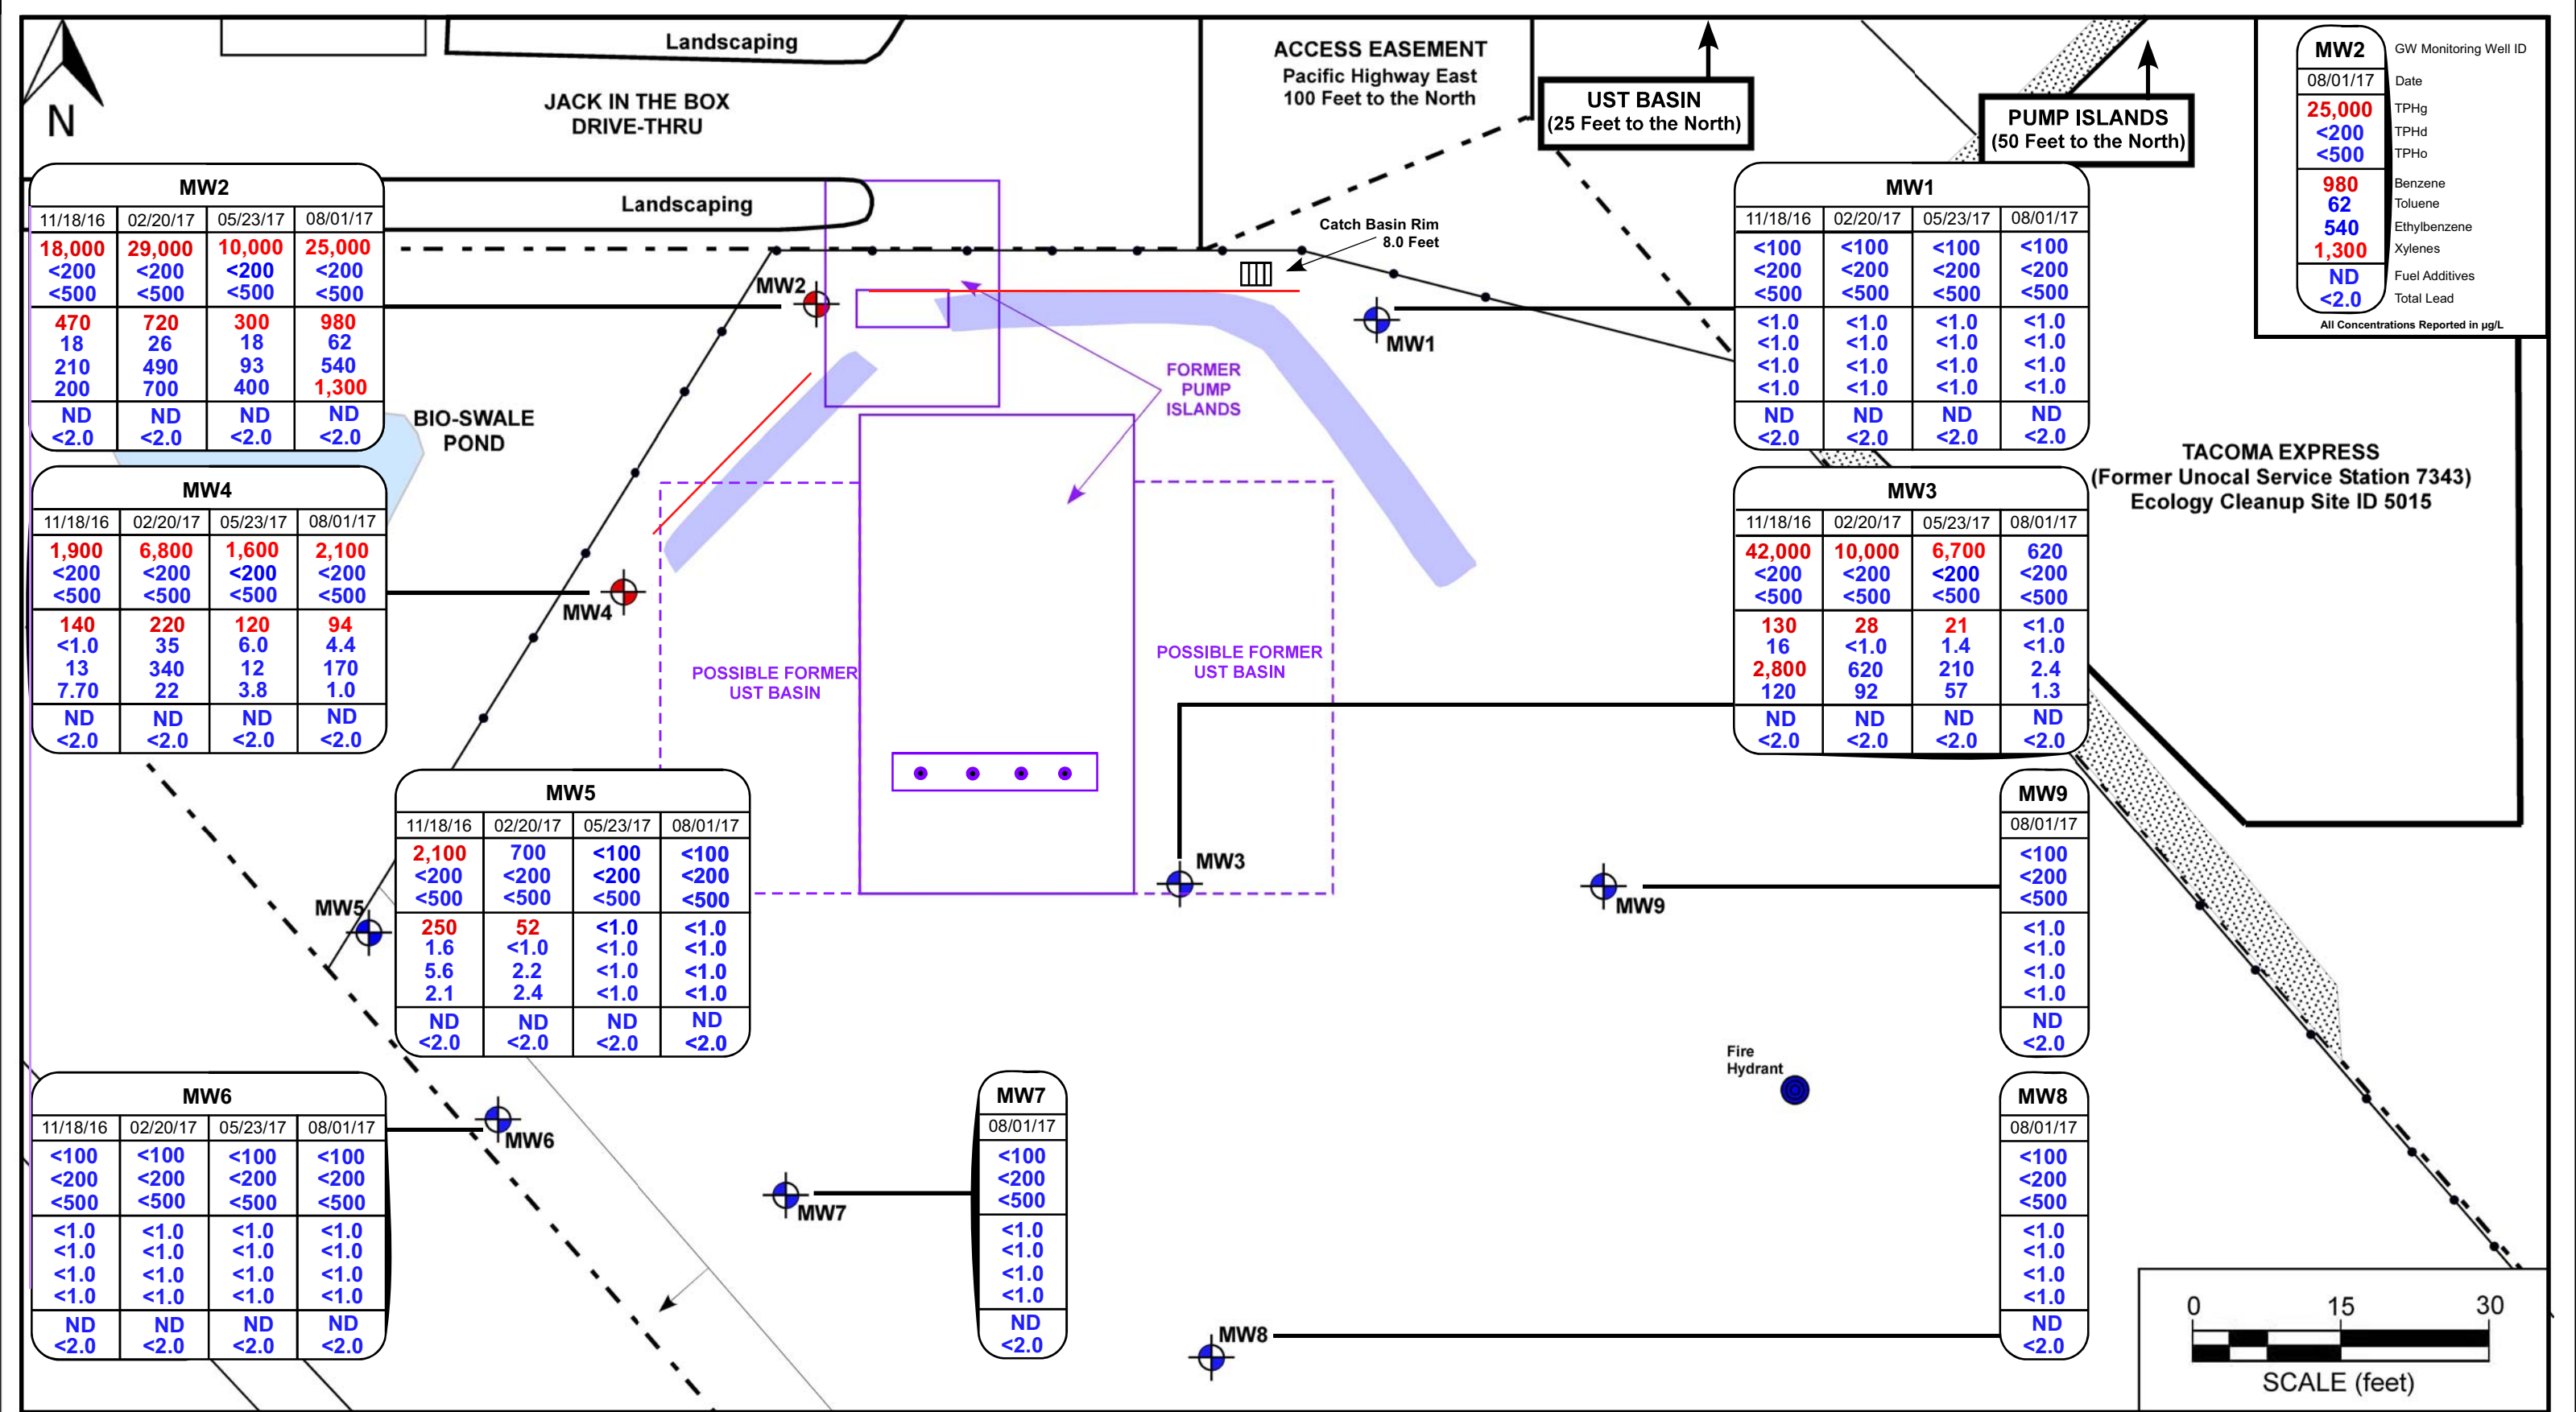 N
Landscaping
JACK IN THE BOX
DRIVE-THRU
Landscaping
ACCESS EASEMENT
Pacific Highway East
100 Feet to the North
UST BASIN
(25 Feet to the North)
PUMP ISLANDS
(50 Feet to the North)
MW2 GW Monitoring Well ID
08/01/17 Date
25,000 TPHg
<200 TPHd
<500 TPHo
980 Benzene
62 Toluene
540 Ethylbenzene
1,300 Xylenes
ND Fuel Additives
<2.0 Total Lead
All Concentrations Reported in µg/L
MW2
11/18/16 02/20/17 05/23/17 08/01/17
18,000 29,000 10,000 25,000
<200 <200 <200 <200
<500 <500 <500 <500
470 720 300 980
18 26 18 62
210 490 93 540
200 700 400 1,300
ND ND ND ND
<2.0 <2.0 <2.0 <2.0
Catch Basin Rim
8.0 Feet
MW2
MW1
MW1
11/18/16 02/20/17 05/23/17 08/01/17
<100 <100 <100 <100
<200 <200 <200 <200
<500 <500 <500 <500
<1.0 <1.0 <1.0 <1.0
<1.0 <1.0 <1.0 <1.0
<1.0 <1.0 <1.0 <1.0
<1.0 <1.0 <1.0 <1.0
ND ND ND ND
<2.0 <2.0 <2.0 <2.0
FORMER
PUMP
ISLANDS
BIO-SWALE
POND
TACOMA EXPRESS
(Former Unocal Service Station 7343)
Ecology Cleanup Site ID 5015
MW4
11/18/16 02/20/17 05/23/17 08/01/17
1,900 6,800 1,600 2,100
<200 <200 <200 <200
<500 <500 <500 <500
140 220 120 94
<1.0 35 6.0 4.4
13 340 12 170
7.70 22 3.8 1.0
ND ND ND ND
<2.0 <2.0 <2.0 <2.0
MW4
POSSIBLE FORMER
UST BASIN
POSSIBLE FORMER
UST BASIN
MW3
11/18/16 02/20/17 05/23/17 08/01/17
42,000 10,000 6,700 620
<200 <200 <200 <200
<500 <500 <500 <500
130 28 21 <1.0
16 <1.0 1.4 <1.0
2,800 620 210 2.4
120 92 57 1.3
ND ND ND ND
<2.0 <2.0 <2.0 <2.0
MW5
11/18/16 02/20/17 05/23/17 08/01/17
2,100 700 <100 <100
<200 <200 <200 <200
<500 <500 <500 <500
250 52 <1.0 <1.0
1.6 <1.0 <1.0 <1.0
5.6 2.2 <1.0 <1.0
2.1 2.4 <1.0 <1.0
ND ND ND ND
<2.0 <2.0 <2.0 <2.0
MW5
MW3
MW9
MW9
08/01/17
<100
<200
<500
<1.0
<1.0
<1.0
<1.0
ND
<2.0
Fire
Hydrant
MW6
11/18/16 02/20/17 05/23/17 08/01/17
<100 <100 <100 <100
<200 <200 <200 <200
<500 <500 <500 <500
<1.0 <1.0 <1.0 <1.0
<1.0 <1.0 <1.0 <1.0
<1.0 <1.0 <1.0 <1.0
<1.0 <1.0 <1.0 <1.0
ND ND ND ND
<2.0 <2.0 <2.0 <2.0
MW6
MW7
MW7
08/01/17
<100
<200
<500
<1.0
<1.0
<1.0
<1.0
ND
<2.0
MW8
MW8
08/01/17
<100
<200
<500
<1.0
<1.0
<1.0
<1.0
ND
<2.0
0 15 30
SCALE (feet)